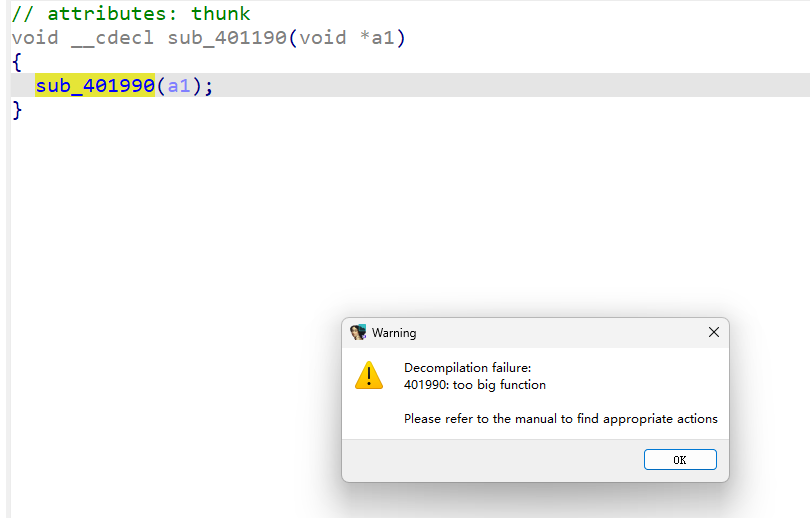 // attributes: thunk
void __cdecl sub_401190(void *a1)
{
sub_401990(a1);
}
Warning
Decompilation failure:
401990: too big function
Please refer to the manual to find appropriate actions
OK